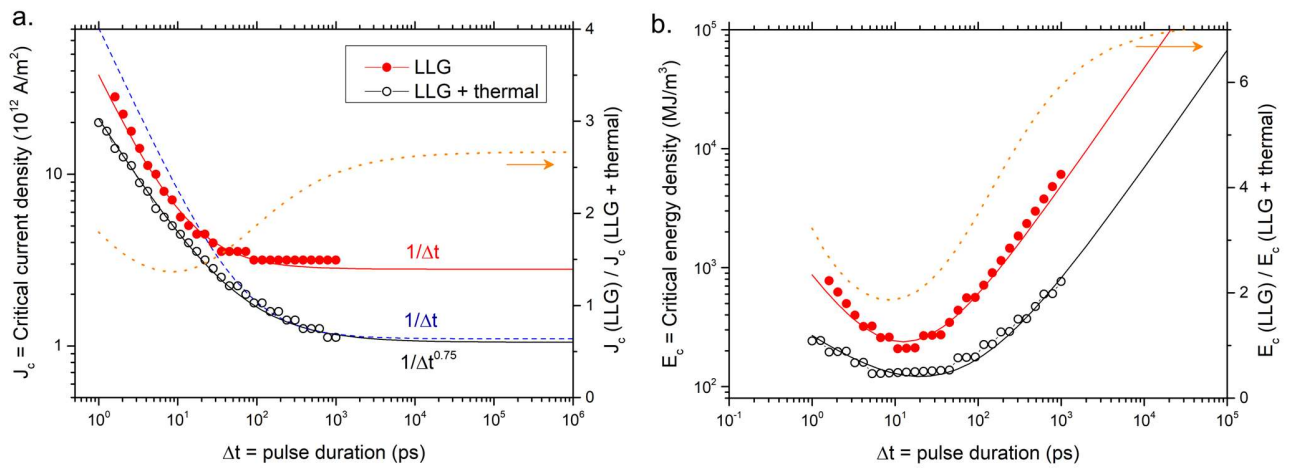 a.
J_c = Critical current density (10^12 A/m^2)
10
1
LLG
LLG + thermal
1/Δt
1/Δt
1/Δt^0.75
4
3
2
1
0
J_c (LLG) / J_c (LLG + thermal)
10^0 10^1 10^2 10^3 10^4 10^5 10^6
Δt = pulse duration (ps)
b.
E_c = Critical energy density (MJ/m^3)
10^5
10^4
10^3
10^2
6
4
2
0
E_c (LLG) / E_c (LLG + thermal)
10^-1 10^0 10^1 10^2 10^3 10^4 10^5
Δt = pulse duration (ps)